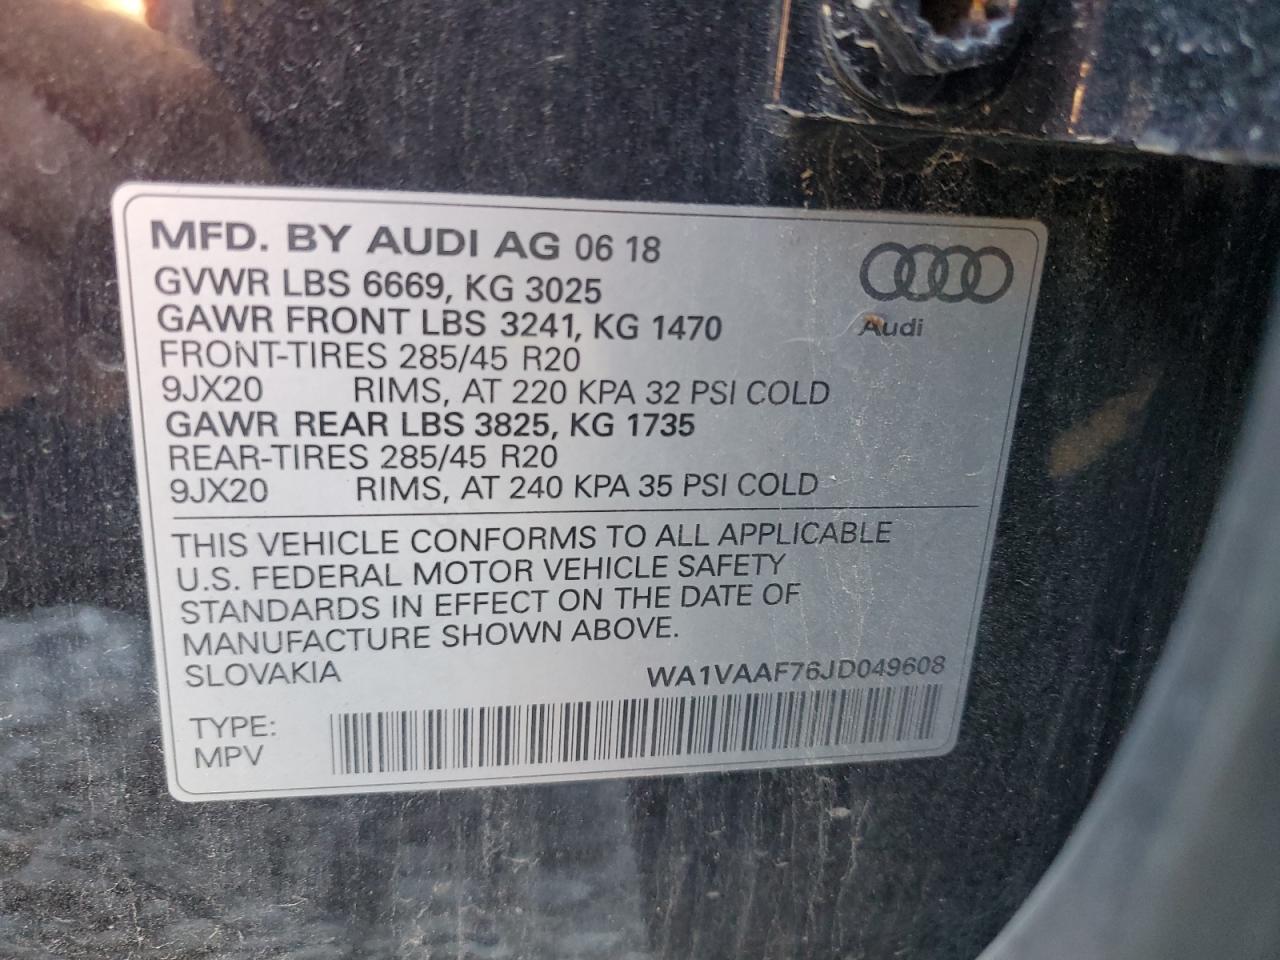 MFD. BY AUDI AG 06 18
GVWR LBS 6669, KG 3025
GAWR FRONT LBS 3241, KG 1470
FRONT-TIRES 285/45 R20
9JX20 RIMS, AT 220 KPA 32 PSI COLD
GAWR REAR LBS 3825, KG 1735
REAR-TIRES 285/45 R20
9JX20 RIMS, AT 240 KPA 35 PSI COLD
Audi
THIS VEHICLE CONFORMS TO ALL APPLICABLE
U.S. FEDERAL MOTOR VEHICLE SAFETY
STANDARDS IN EFFECT ON THE DATE OF
MANUFACTURE SHOWN ABOVE.
SLOVAKIA WA1VAAF76JD049608
TYPE:
MPV